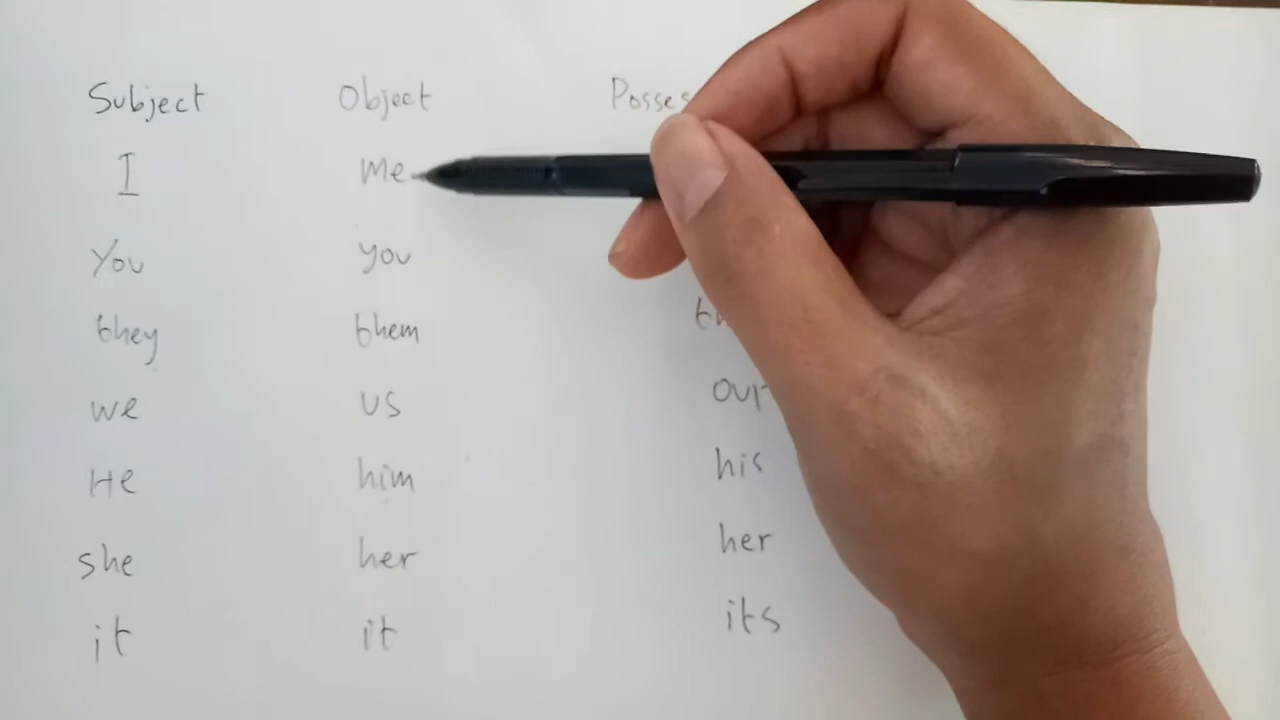 Subject Object
I Me
You you
they them
we us our
He him his
she her her
it it its